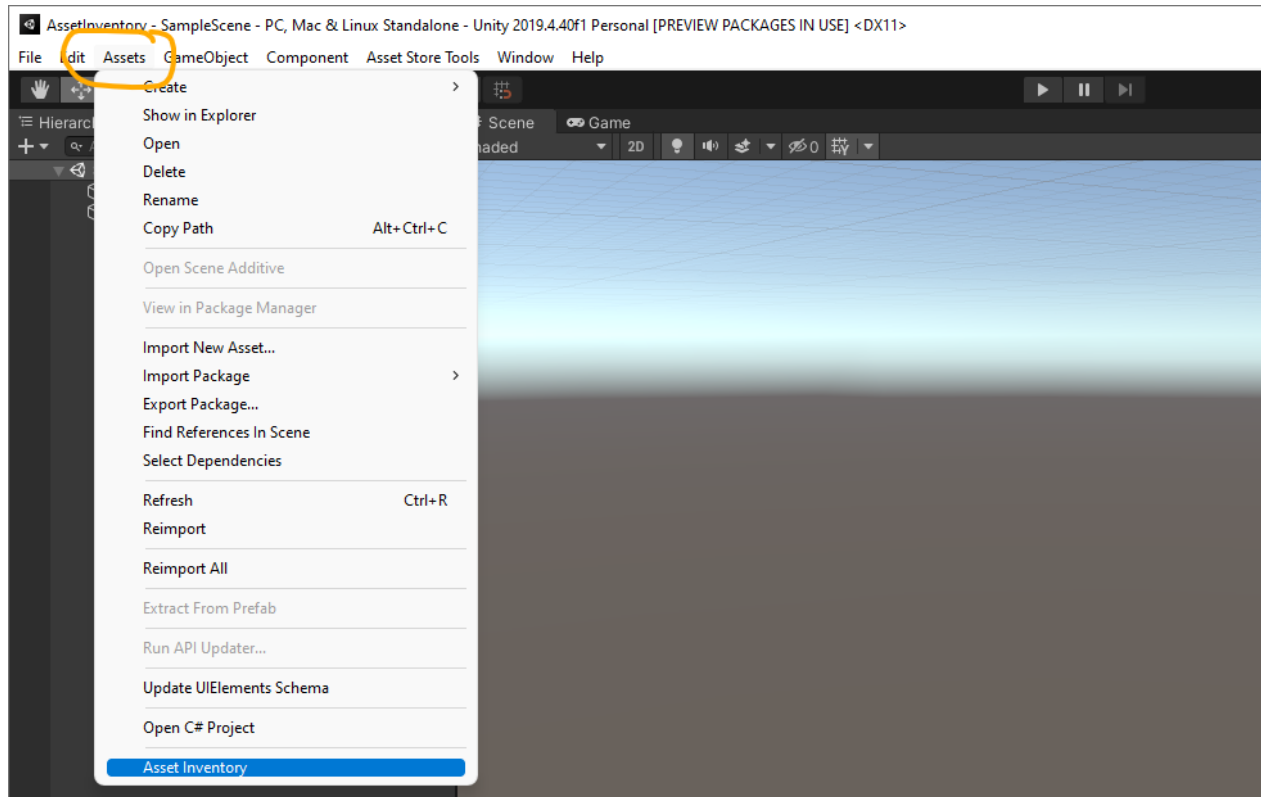 AssetInventory - SampleScene - PC, Mac & Linux Standalone - Unity 2019.4.40f1 Personal [PREVIEW PACKAGES IN USE] <DX11>
File Edit Assets GameObject Component Asset Store Tools Window Help
Create
Show in Explorer
Hierarc
Scene Game
Open
haded 2D 0
Delete
Rename
Copy Path Alt+Ctrl+C
Open Scene Additive
View in Package Manager
Import New Asset...
Import Package
Export Package...
Find References In Scene
Select Dependencies
Refresh Ctrl+R
Reimport
Reimport All
Extract From Prefab
Run API Updater...
Update UIElements Schema
Open C# Project
Asset Inventory